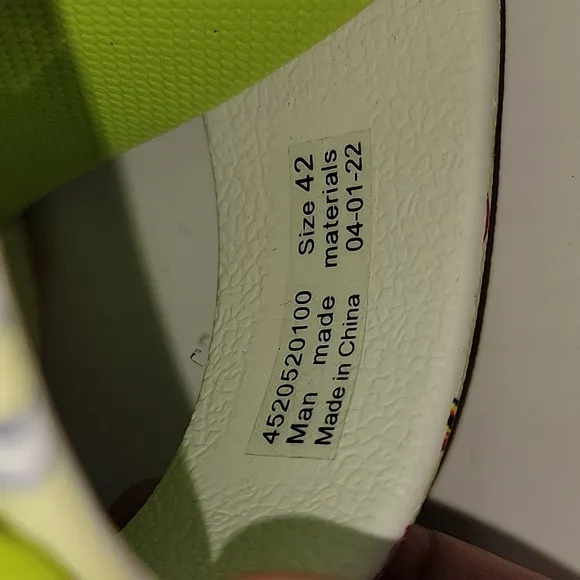 4520520100 Size 42
Man made materials
Made in China 04-01-22